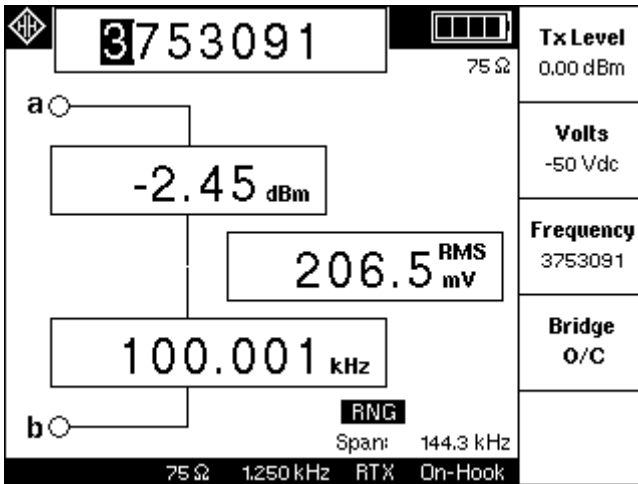 3753091
75 Ω
a
-2.45 dBm
206.5 RMS mV
100.001 kHz
b
RNG
Span: 144.3 kHz
75 Ω 1.250 kHz RTX On-Hook
Tx Level
0.00 dBm
Volts
-50 Vdc
Frequency
3753091
Bridge
O/C